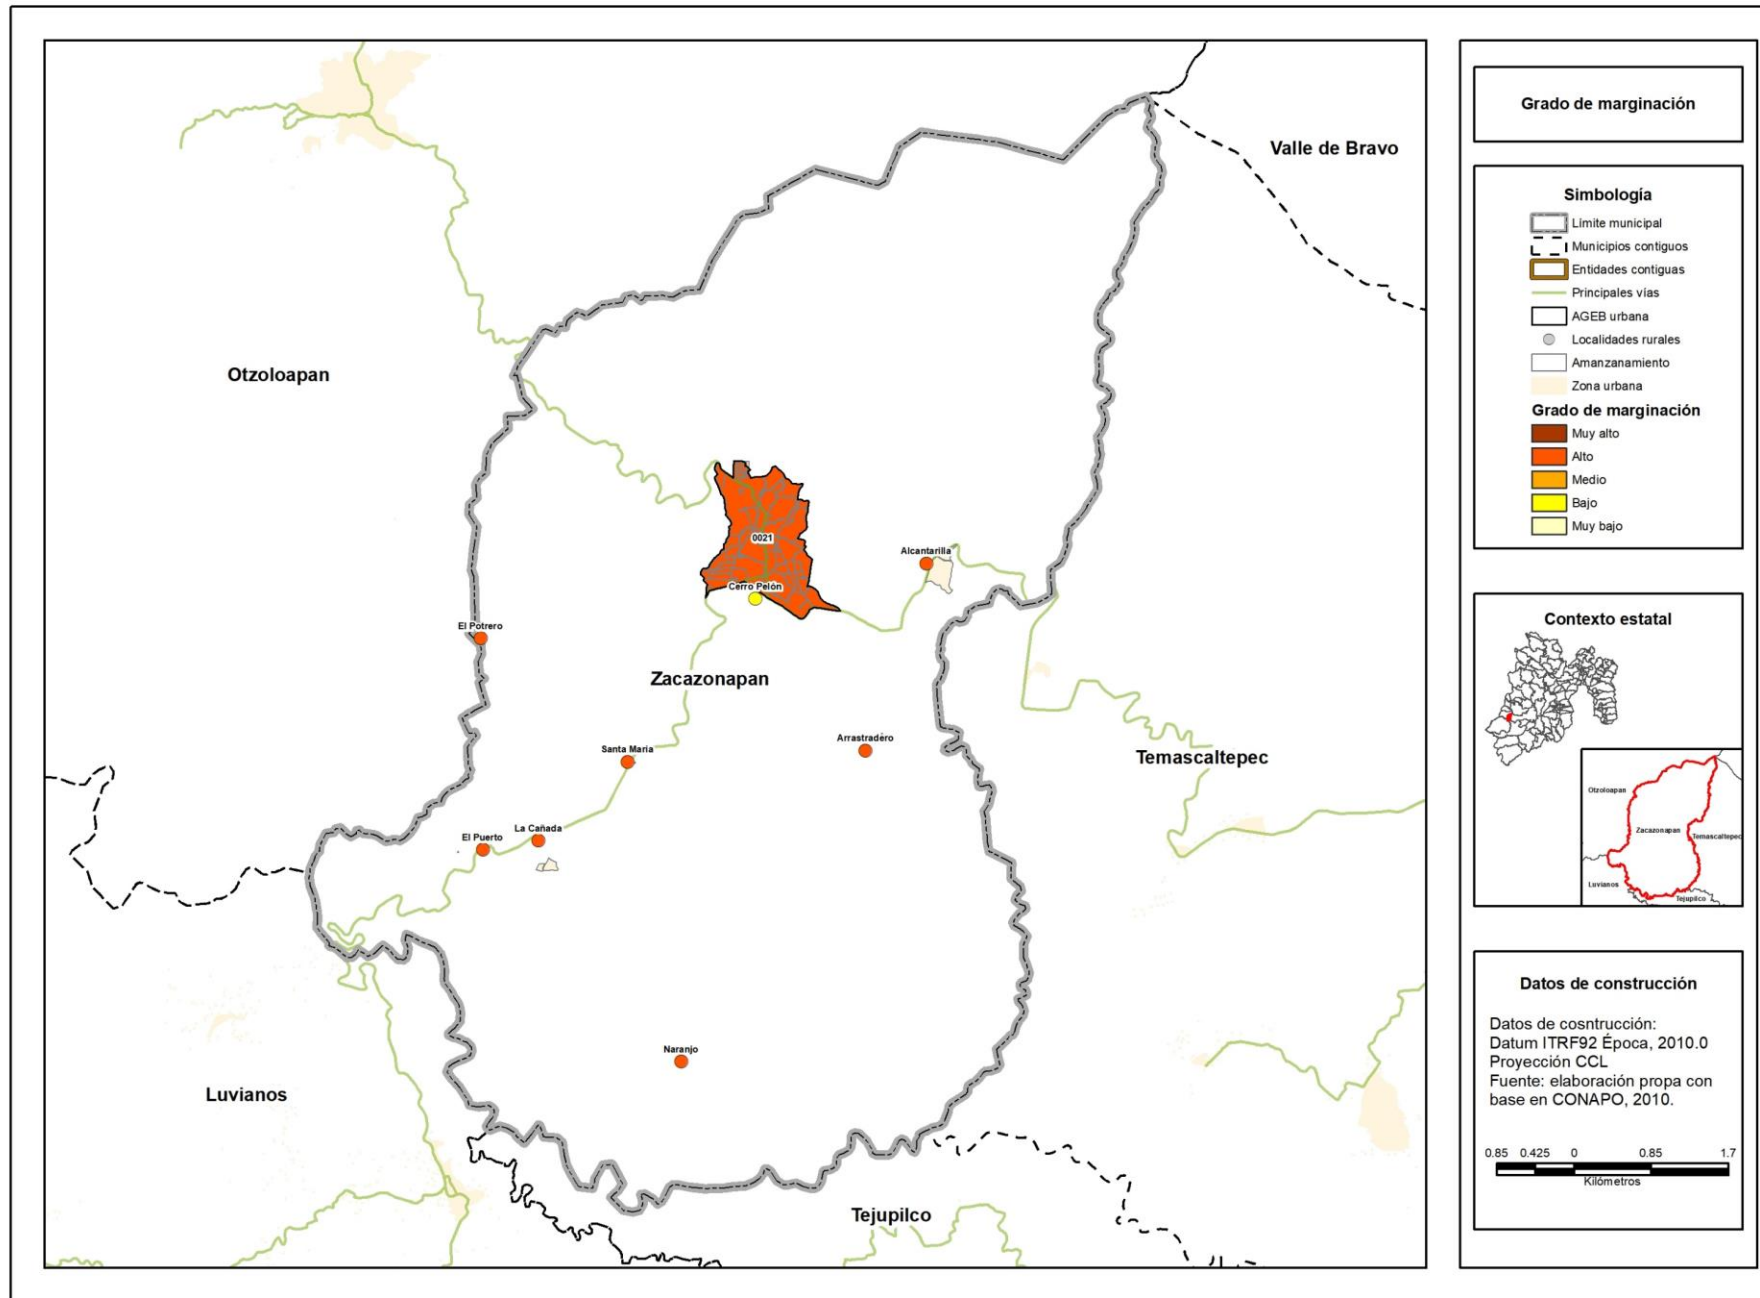 Valle de Bravo
Otzoloapan
0021
Alcantarilla
Cerro Pelón
El Potrero
Zacazonapan
Santa María
Arrastradero
Temascaltepec
La Cañada
El Puerto
Naranjo
Luvianos
Tejupilco
Grado de marginación
Simbología
Límite municipal
Municipios contiguos
Entidades contiguas
Principales vías
AGEB urbana
Localidades rurales
Amanzanamiento
Zona urbana
Grado de marginación
Muy alto
Alto
Medio
Bajo
Muy bajo
Contexto estatal
Otzoloapan
Zacazonapan
Temascaltepec
Luvianos
Tejupilco
Datos de construcción
Datos de cosntrucción:
Datum ITRF92 Época, 2010.0
Proyección CCL
Fuente: elaboración propa con
base en CONAPO, 2010.
0.85 0.425 0 0.85 1.7
Kilómetros